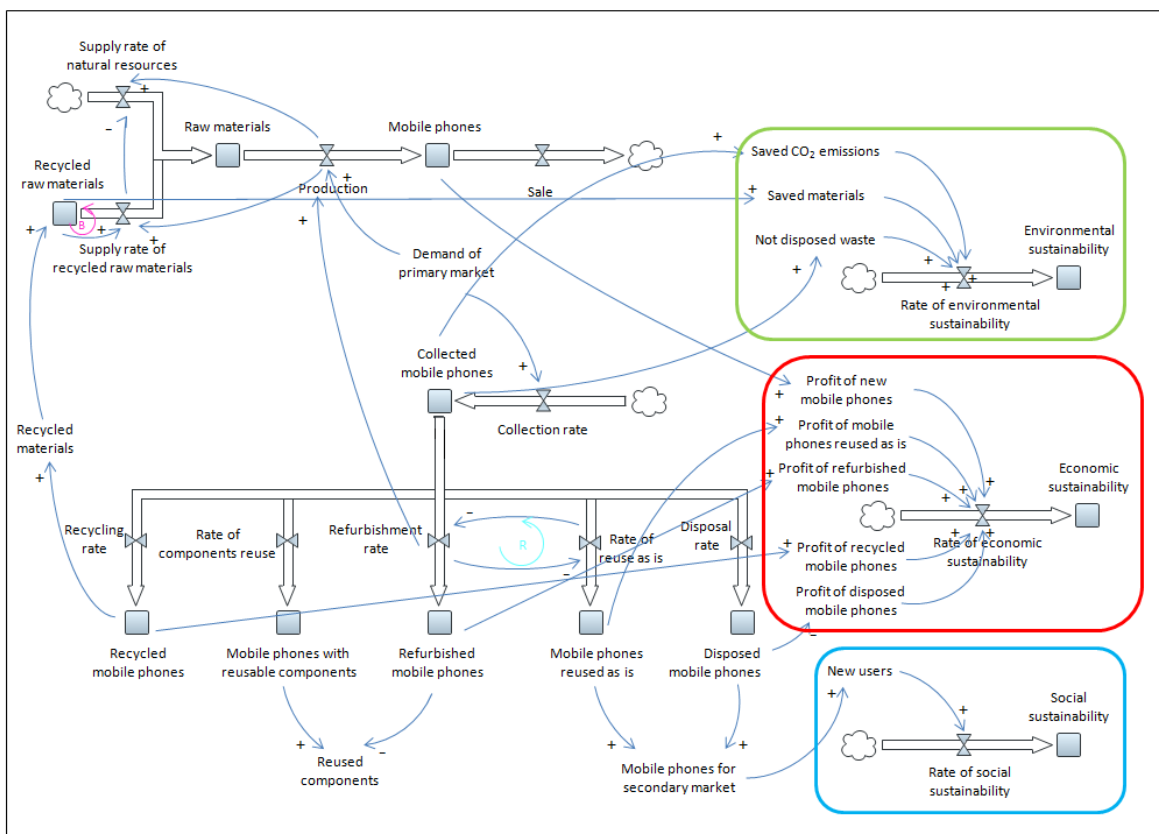 Supply rate of
natural resources
+
–
Raw materials
Mobile phones
Recycled
raw materials
B
+
+
+
Supply rate of
recycled raw materials
Production
+
+
Sale
Demand of
primary market
+
Collected
mobile phones
Collection rate
+
+
+
Saved CO₂ emissions
Saved materials
Not disposed waste
+
+
+
Rate of environmental
sustainability
Environmental
sustainability
Recycled
materials
+
Recycling
rate
Rate of
components reuse
Refurbishment
rate
–
R
–
Rate of
reuse as is
Disposal
rate
+
+
+
+
Profit of new
mobile phones
Profit of mobile
phones reused as is
Profit of refurbished
mobile phones
Profit of recycled
mobile phones
Profit of disposed
mobile phones
–
+
+
+
+
+
Rate of economic
sustainability
Economic
sustainability
Recycled
mobile phones
Mobile phones with
reusable components
Refurbished
mobile phones
Mobile phones
reused as is
Disposed
mobile phones
+
–
Reused
components
+
+
Mobile phones for
secondary market
New users
+
+
Rate of social
sustainability
Social
sustainability